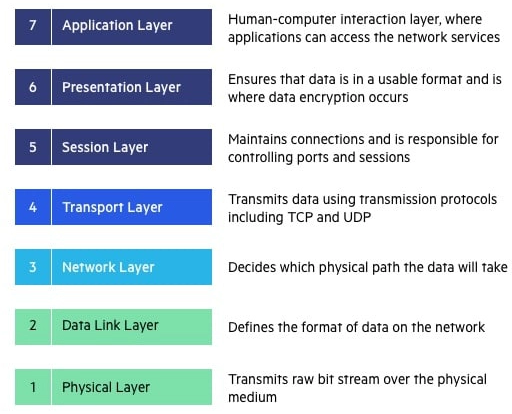 7 Application Layer
Human-computer interaction layer, where
applications can access the network services
6 Presentation Layer
Ensures that data is in a usable format and is
where data encryption occurs
5 Session Layer
Maintains connections and is responsible for
controlling ports and sessions
4 Transport Layer
Transmits data using transmission protocols
including TCP and UDP
3 Network Layer
Decides which physical path the data will take
2 Data Link Layer
Defines the format of data on the network
1 Physical Layer
Transmits raw bit stream over the physical
medium